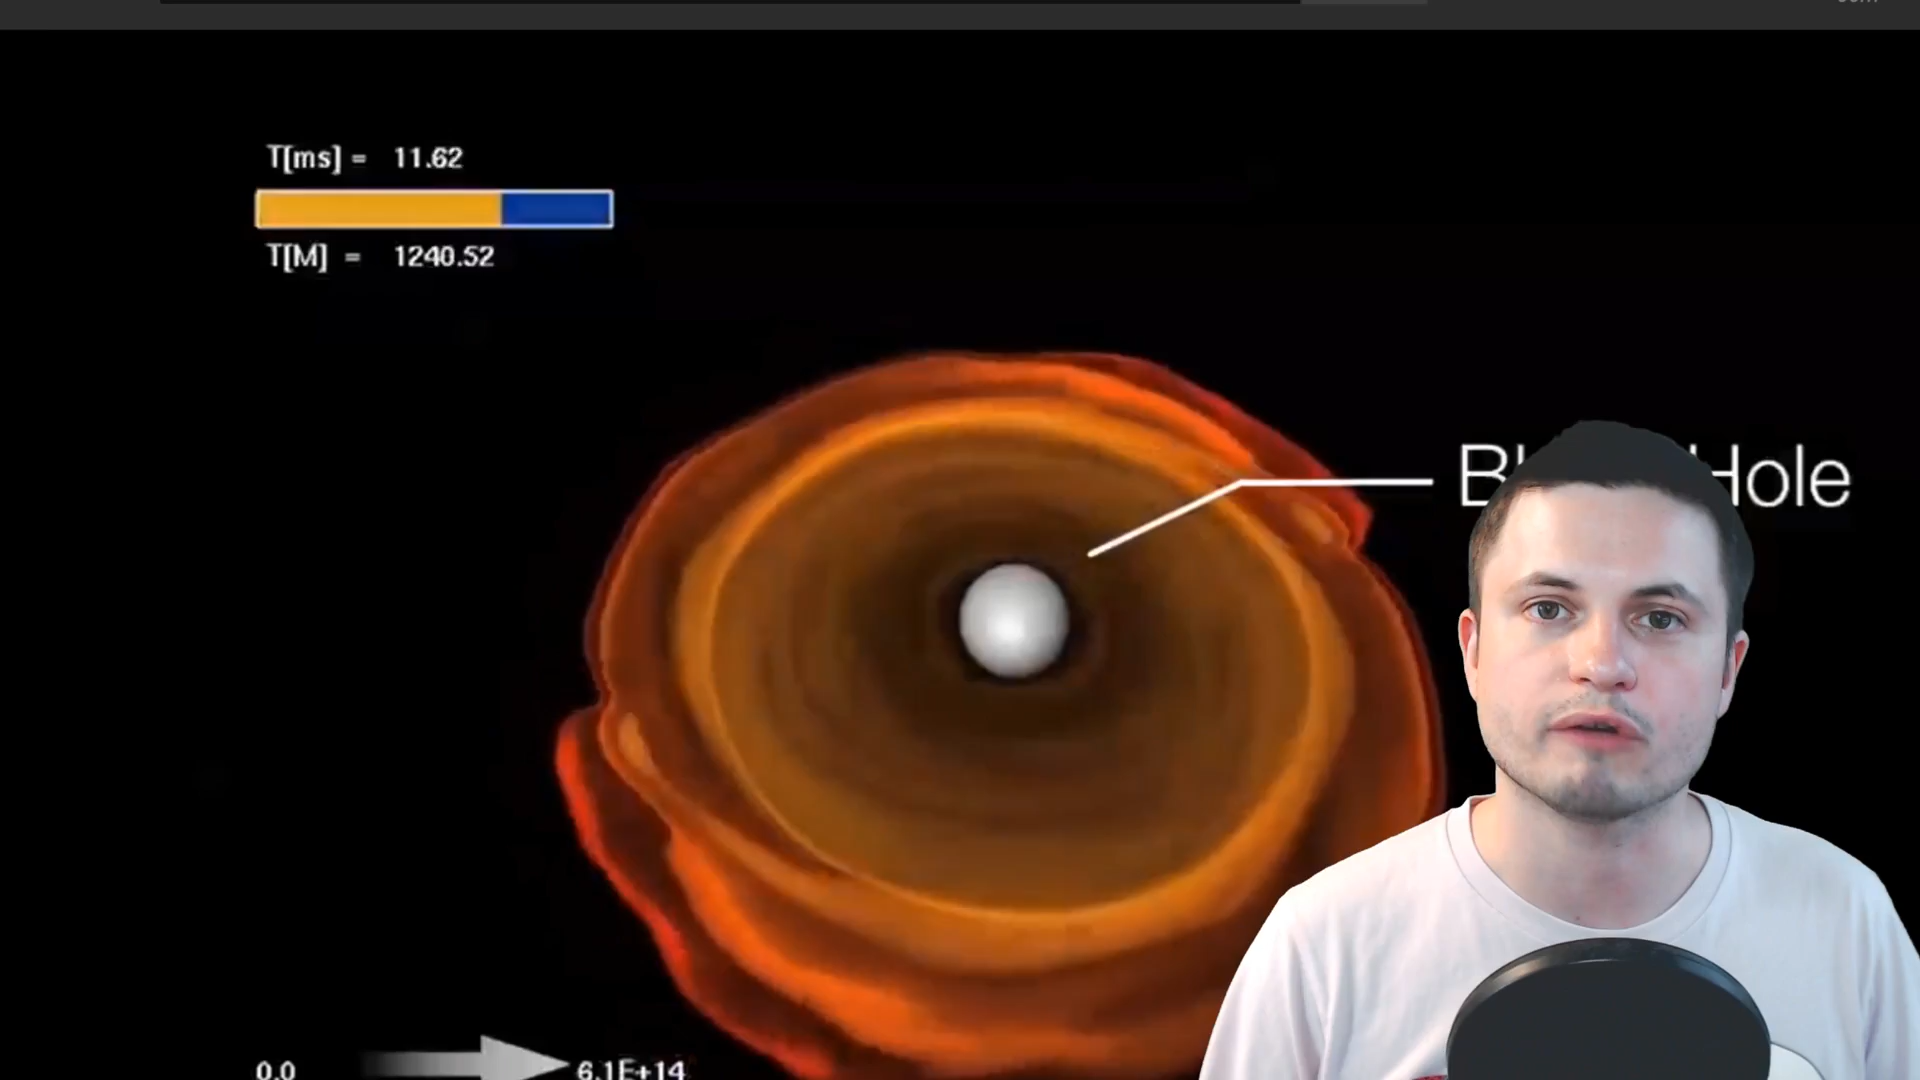 T[ms] = 11.62
T[M] = 1240.52
Hole
0.0
6.1E+14